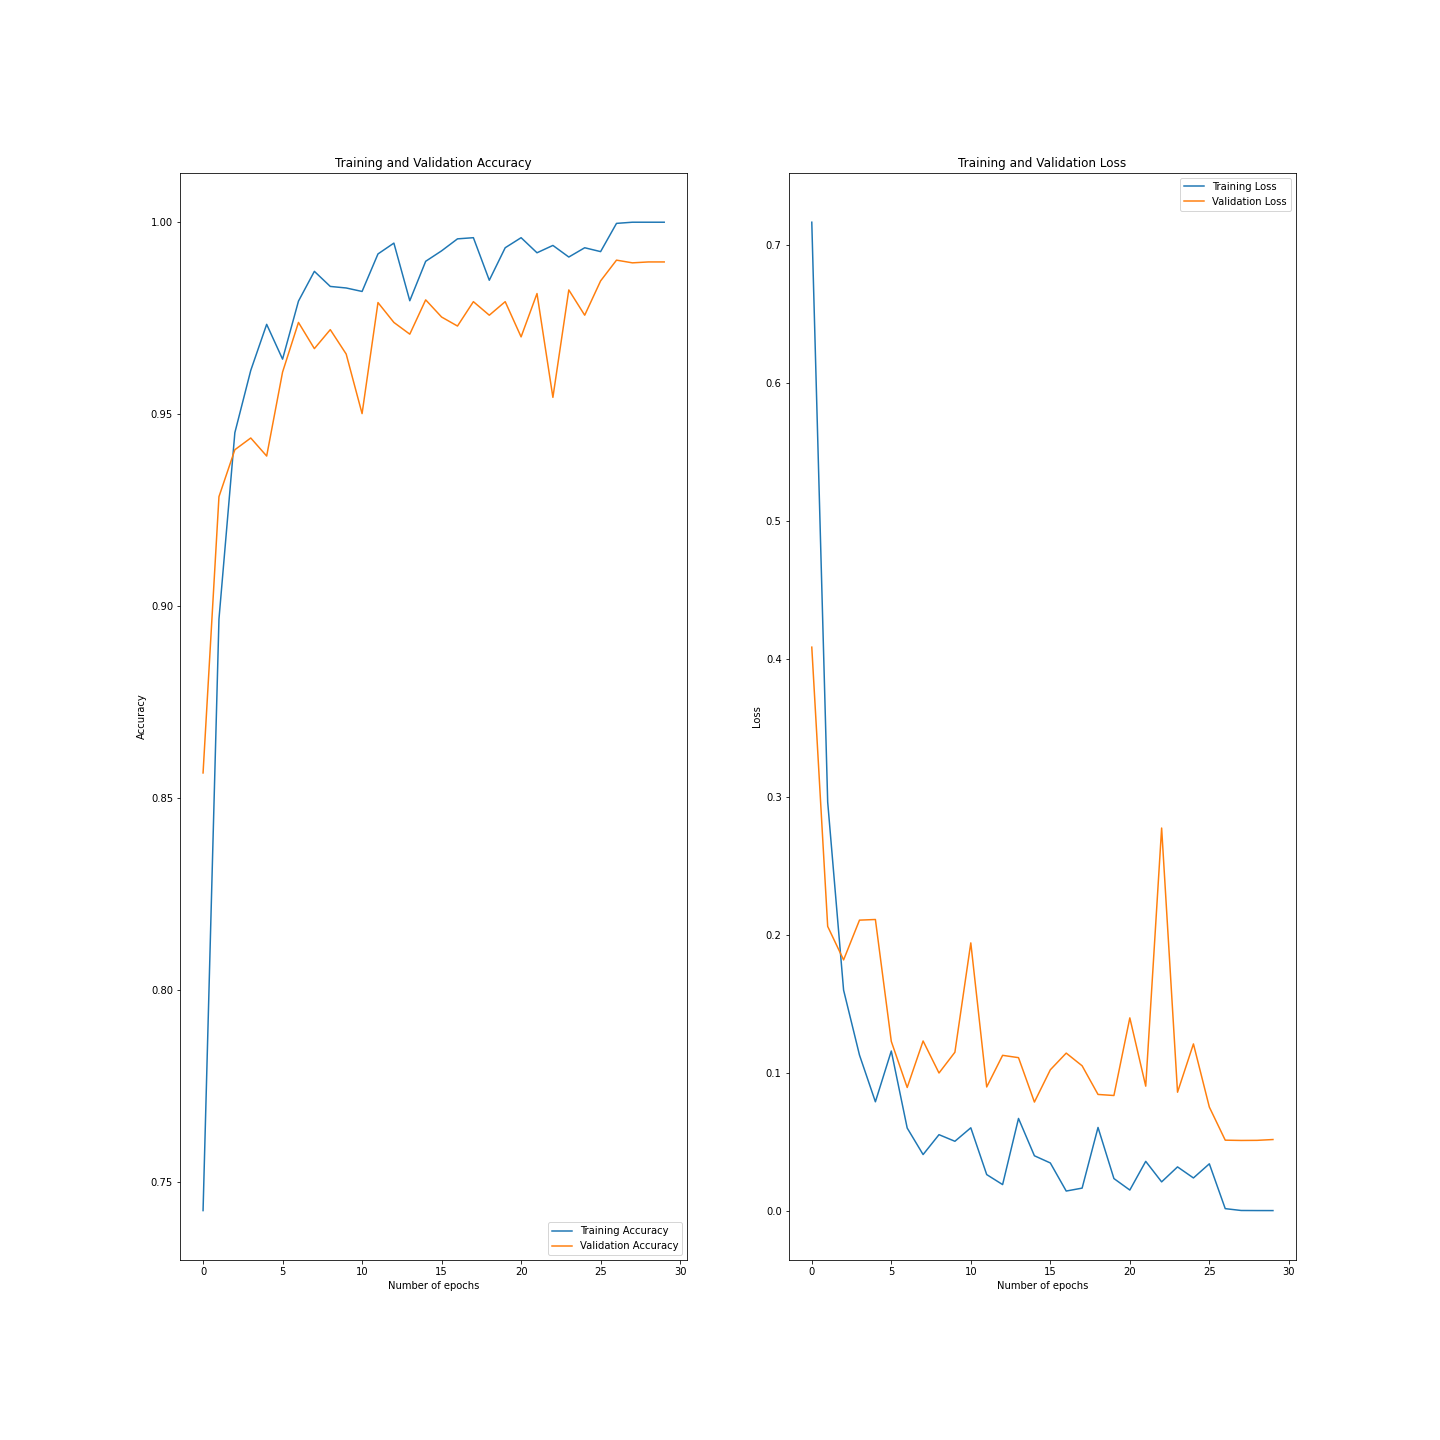 Training and Validation Accuracy
1.00
0.95
0.90
0.85
0.80
0.75
Accuracy
0
5
10
15
20
25
30
Number of epochs
Training Accuracy
Validation Accuracy
Training and Validation Loss
Training Loss
Validation Loss
0.7
0.6
0.5
0.4
0.3
0.2
0.1
0.0
Loss
0
5
10
15
20
25
30
Number of epochs